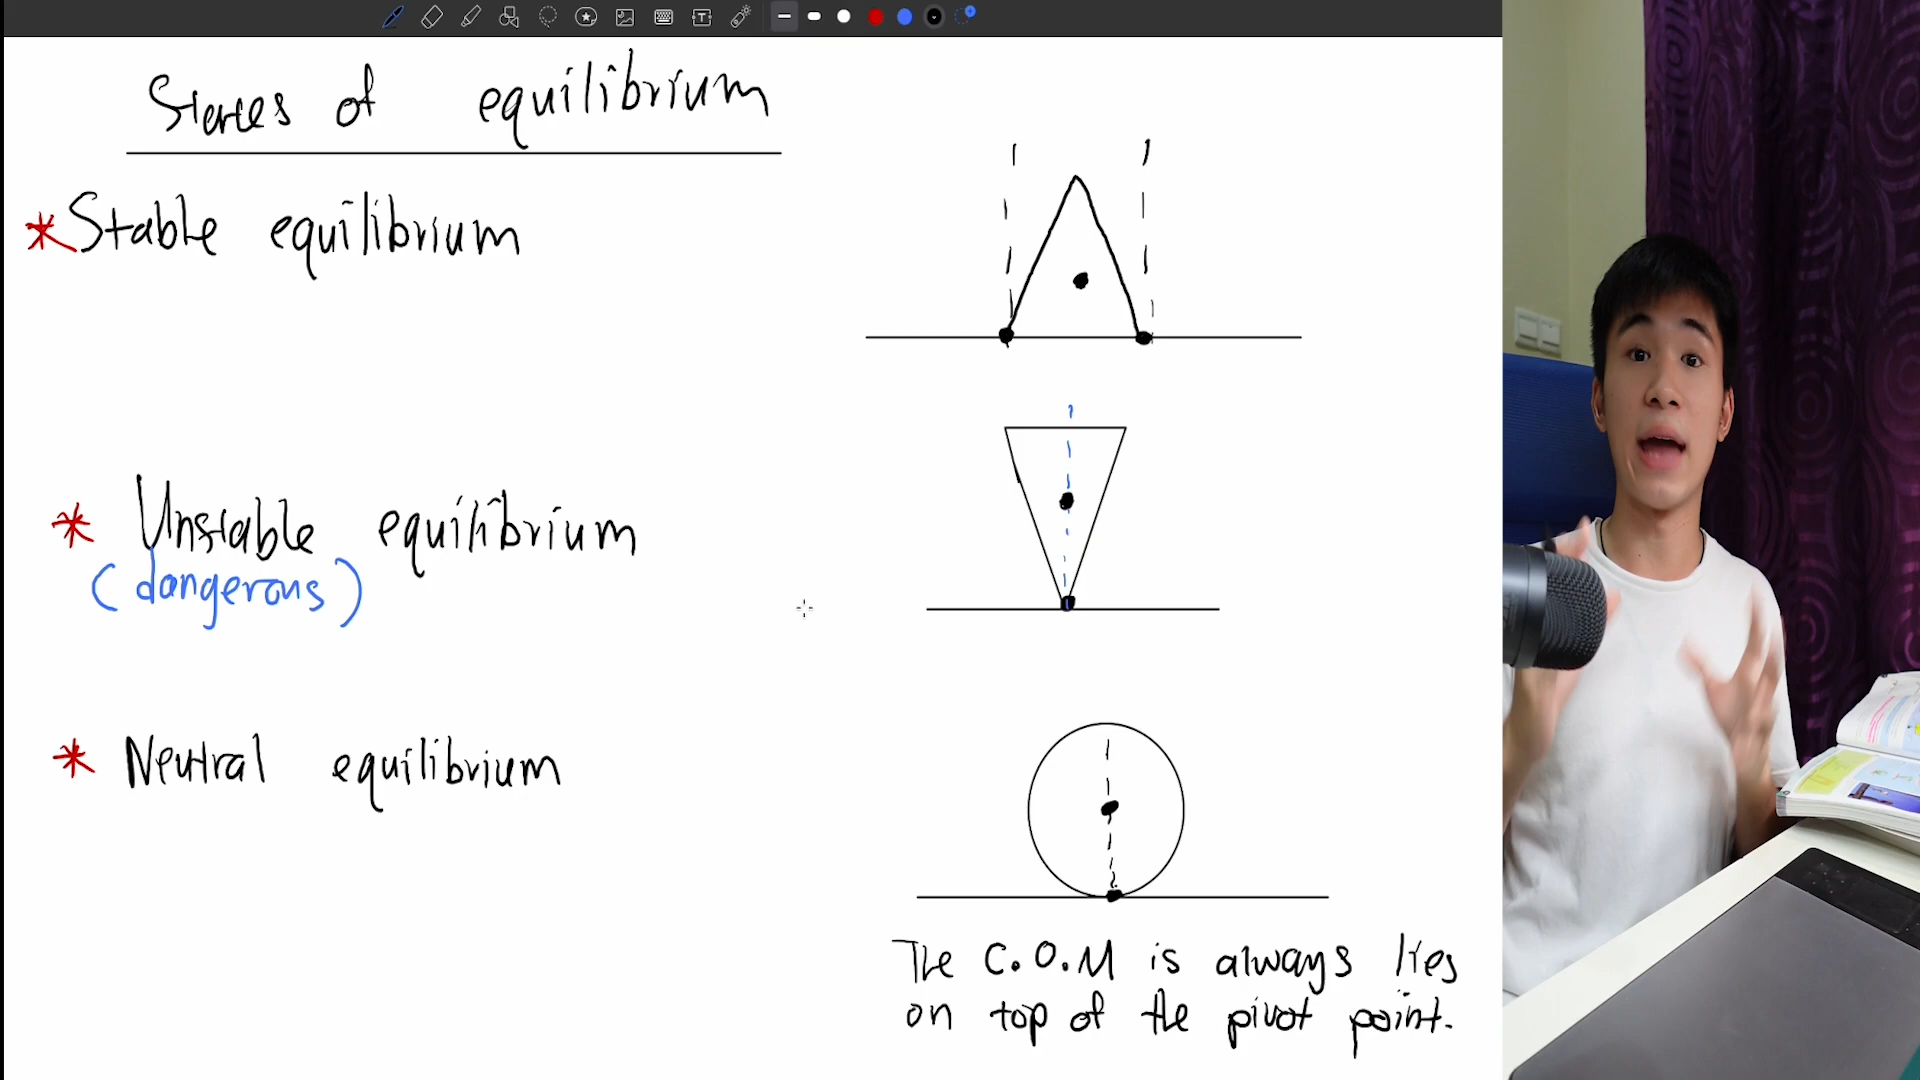 States of equilibrium
* Stable equilibrium
* Unstable equilibrium
(dangerous)
* Neutral equilibrium
The C.O.M is always lies
on top of the pivot point.